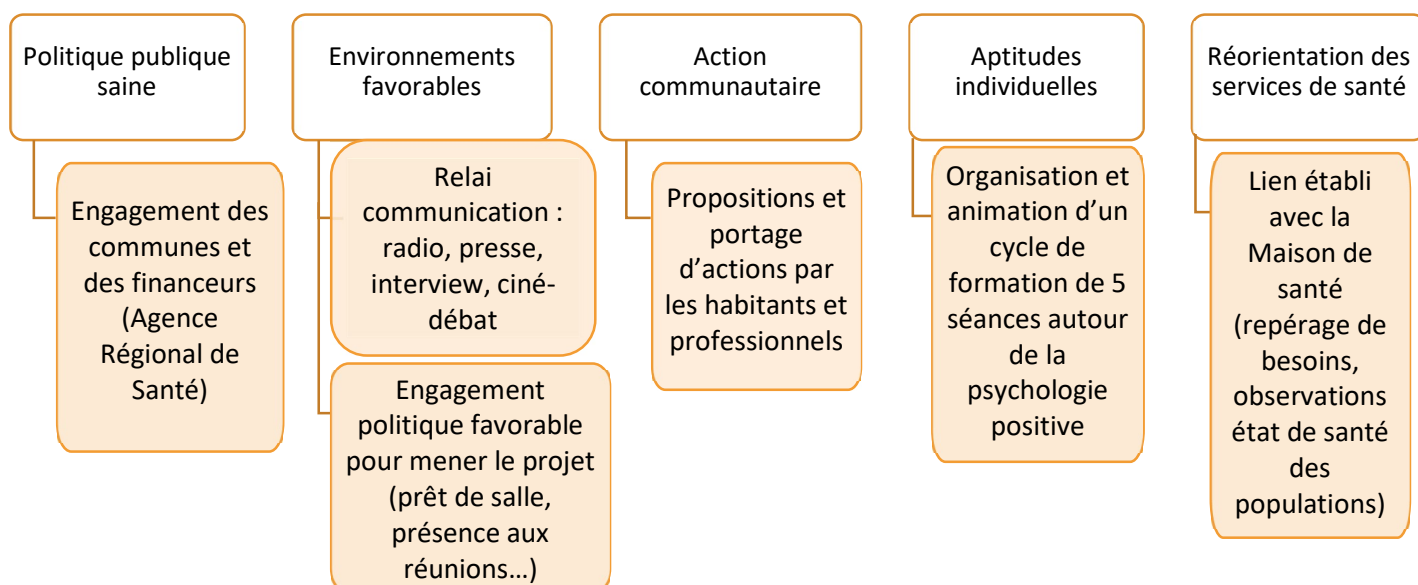 Politique publique
saine
Engagement des
communes et
des financeurs
(Agence
Régional de
Santé)
Environnements
favorables
Relai
communication :
radio, presse,
interview, ciné-
débat
Engagement
politique favorable
pour mener le projet
(prêt de salle,
présence aux
réunions…)
Action
communautaire
Propositions et
portage
d’actions par
les habitants et
professionnels
Aptitudes
individuelles
Organisation et
animation d’un
cycle de
formation de 5
séances autour
de la
psychologie
positive
Réorientation des
services de santé
Lien établi
avec la
Maison de
santé
(repérage de
besoins,
observations
état de santé
des
populations)